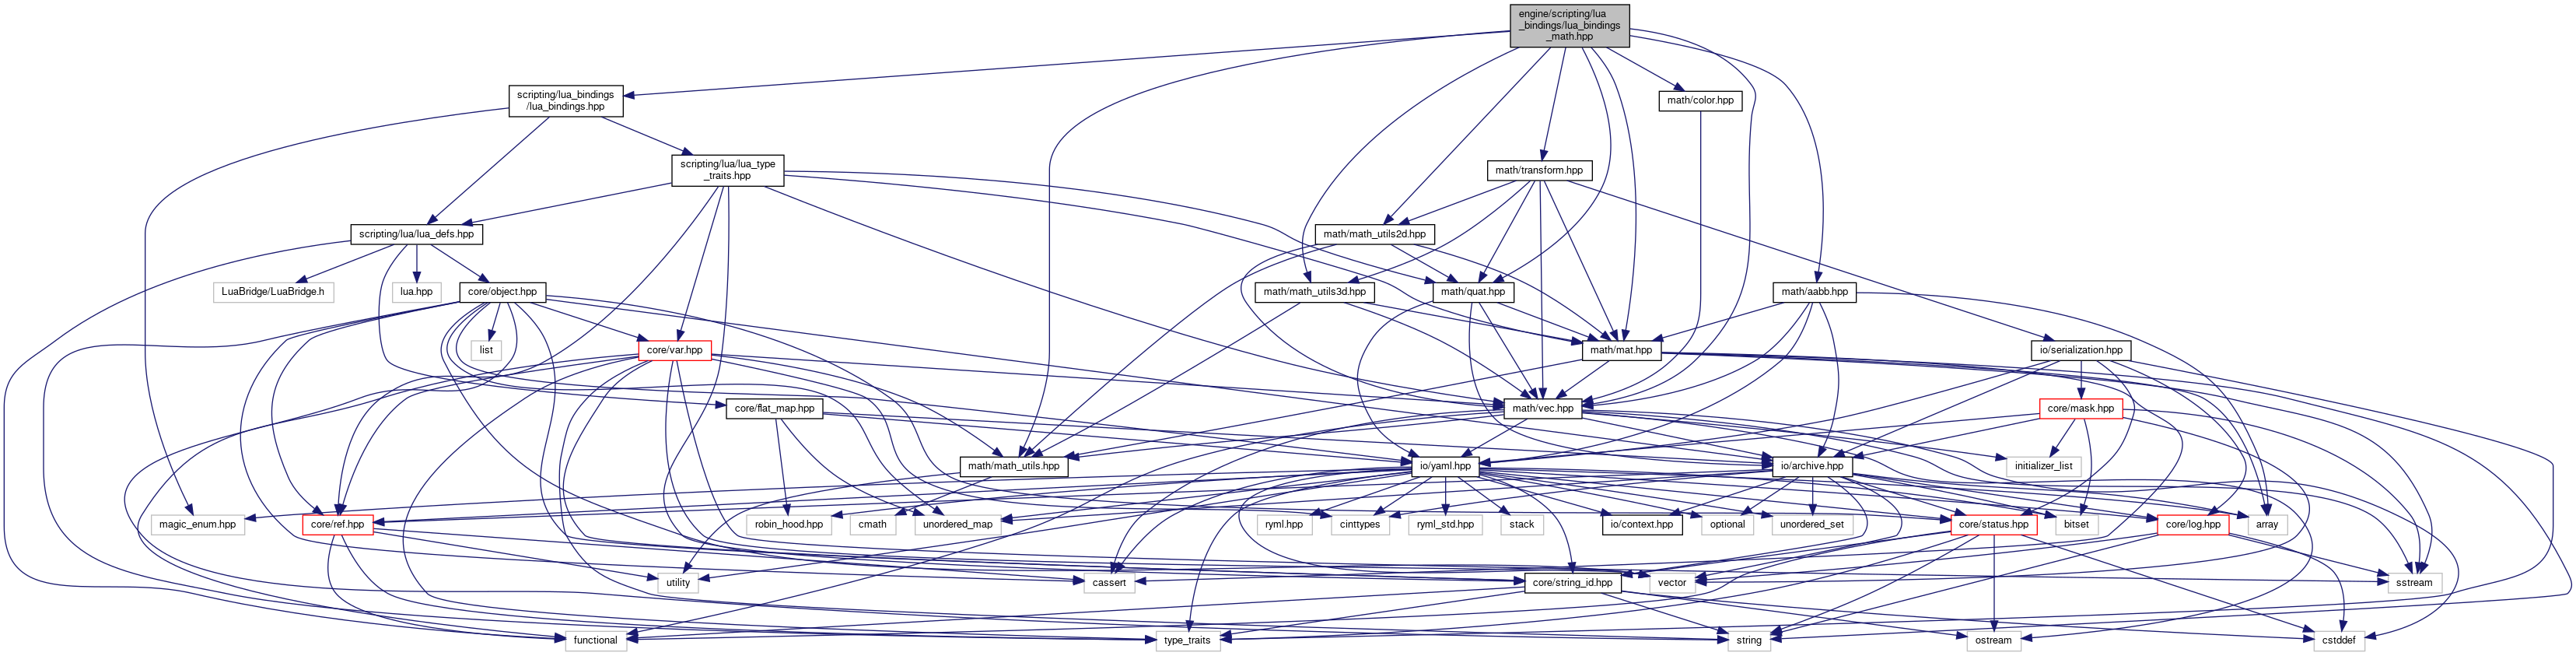 engine/scripting/lua
_bindings/lua_bindings
_math.hpp
scripting/lua_bindings
/lua_bindings.hpp
math/color.hpp
scripting/lua/lua_type
_traits.hpp
math/transform.hpp
scripting/lua/lua_defs.hpp
math/math_utils2d.hpp
LuaBridge/LuaBridge.h
lua.hpp
core/object.hpp
math/math_utils3d.hpp
math/quat.hpp
math/aabb.hpp
list
core/var.hpp
math/mat.hpp
io/serialization.hpp
core/flat_map.hpp
math/vec.hpp
core/mask.hpp
math/math_utils.hpp
io/yaml.hpp
io/archive.hpp
initializer_list
magic_enum.hpp
core/ref.hpp
robin_hood.hpp
cmath
unordered_map
ryml.hpp
cinttypes
ryml_std.hpp
stack
io/context.hpp
optional
unordered_set
core/status.hpp
bitset
core/log.hpp
array
utility
cassert
core/string_id.hpp
vector
sstream
functional
type_traits
string
ostream
cstddef